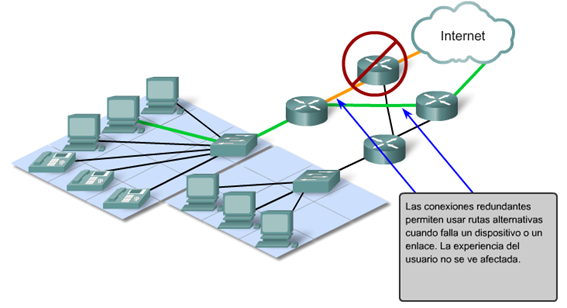 Internet
Las conexiones redundantes
permiten usar rutas alternativas
cuando falla un dispositivo o un
enlace. La experiencia del
usuario no se ve afectada.